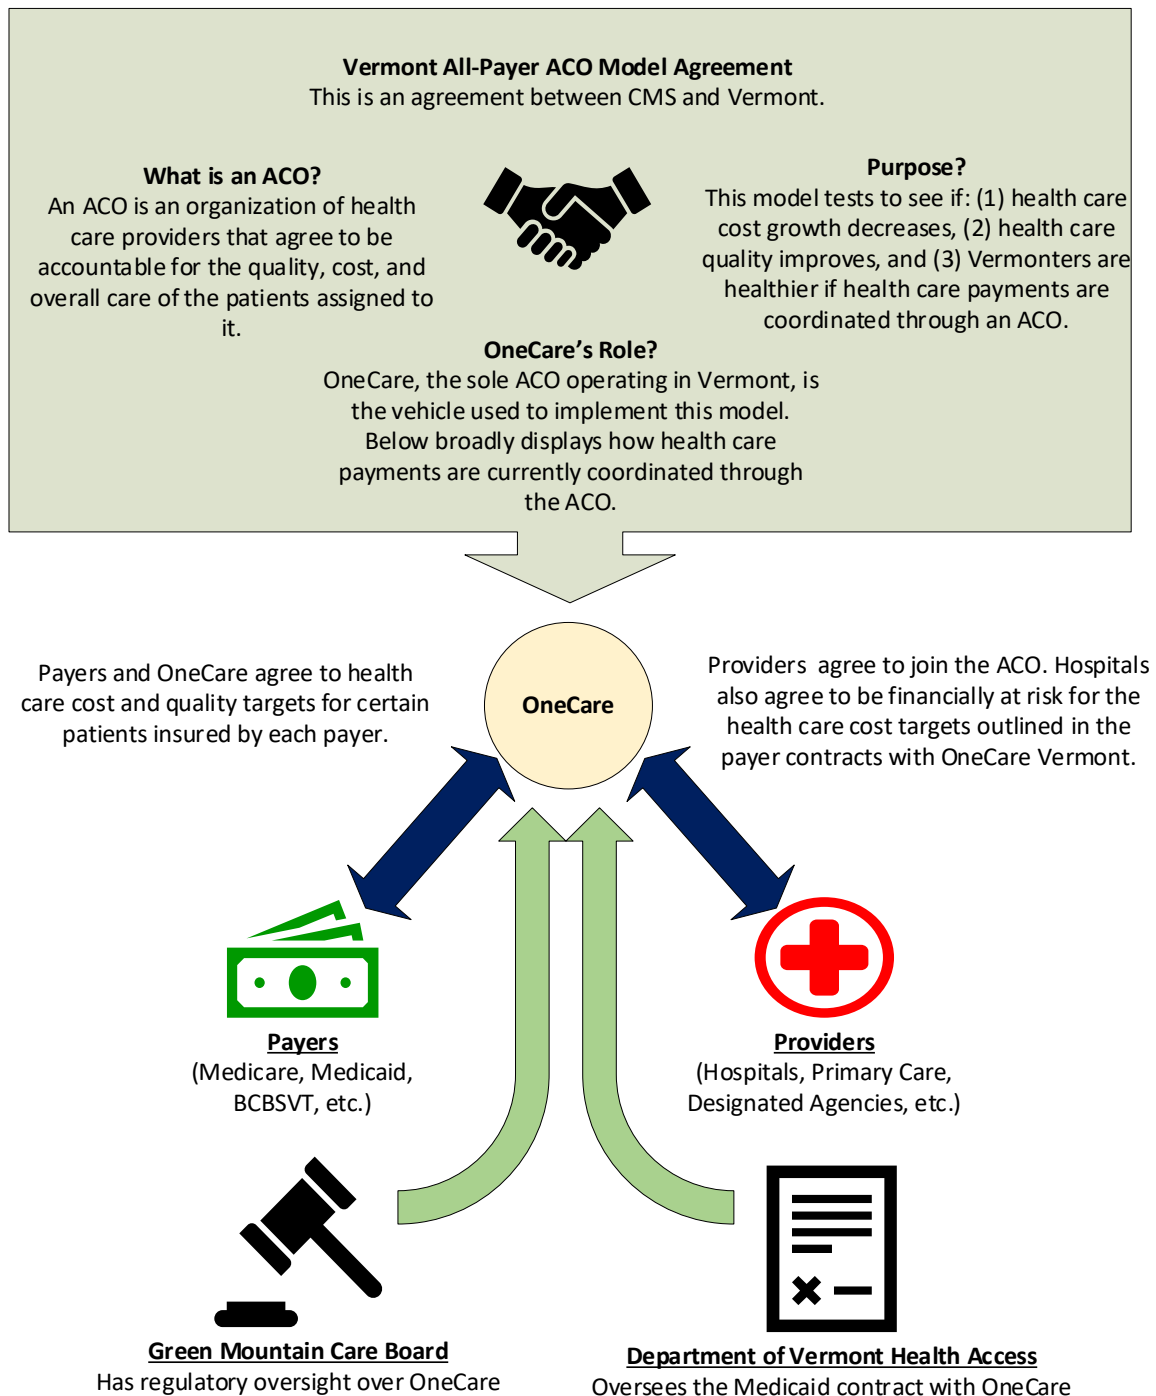 Vermont All-Payer ACO Model Agreement
This is an agreement between CMS and Vermont.
What is an ACO?
An ACO is an organization of health
care providers that agree to be
accountable for the quality, cost, and
overall care of the patients assigned to
it.
Purpose?
This model tests to see if: (1) health care
cost growth decreases, (2) health care
quality improves, and (3) Vermonters are
healthier if health care payments are
coordinated through an ACO.
OneCare’s Role?
OneCare, the sole ACO operating in Vermont, is
the vehicle used to implement this model.
Below broadly displays how health care
payments are currently coordinated through
the ACO.
Payers and OneCare agree to health
care cost and quality targets for certain
patients insured by each payer.
OneCare
Providers agree to join the ACO. Hospitals
also agree to be financially at risk for the
health care cost targets outlined in the
payer contracts with OneCare Vermont.
Payers
(Medicare, Medicaid,
BCBSVT, etc.)
Providers
(Hospitals, Primary Care,
Designated Agencies, etc.)
Green Mountain Care Board
Has regulatory oversight over OneCare
Department of Vermont Health Access
Oversees the Medicaid contract with OneCare